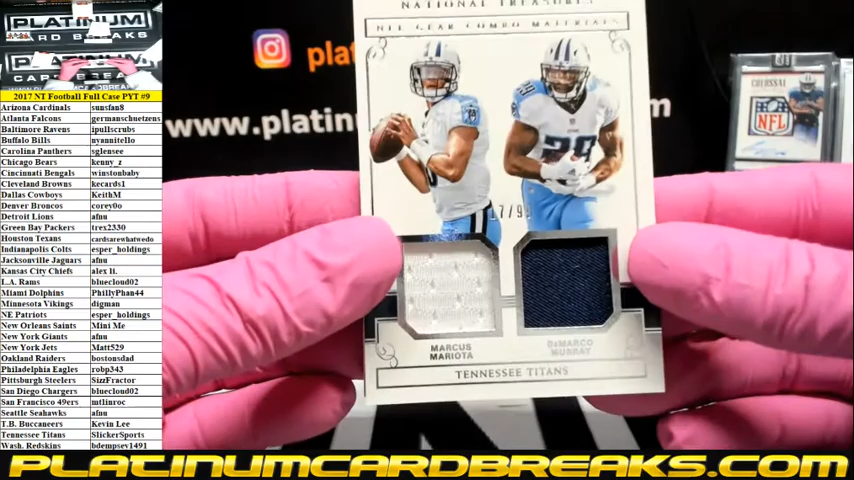 PLATINUM
CARD BREAKS
PLATINUM
2017 NT Football Full Case PYT #9
Arizona Cardinals sunsfan8
Atlanta Falcons germanschuetzens
Baltimore Ravens ipullscrubs
Buffalo Bills nyannitello
Carolina Panthers sglensee
Chicago Bears kenny_z
Cincinnati Bengals winstonbaby
Cleveland Browns kecards1
Dallas Cowboys KeithM
Denver Broncos corey0o
Detroit Lions afnu
Green Bay Packers trex2330
Houston Texans cardsarewhatwedo
Indianapolis Colts esper_holdings
Jacksonville Jaguars afnu
Kansas City Chiefs alex li.
L.A. Rams bluecloud02
Miami Dolphins PhillyPhan44
Minnesota Vikings digman
NE Patriots esper_holdings
New Orleans Saints Mini Me
New York Giants afnu
New York Jets Matt529
Oakland Raiders bostonsdad
Philadelphia Eagles robp343
Pittsburgh Steelers SizzFractor
San Diego Chargers bluecloud02
San Francisco 49ers mtlinroc
Seattle Seahawks afnu
T.B. Buccaneers Kevin Lee
Tennessee Titans SlickerSports
Wash. Redskins bdempsey1491
NATIONAL TREASURES
NFL GEAR COMBO MATERIALS
plati
www.platinum
m
COLOSSAL
NFL
29
MARCUS
MARIOTA
DeMARCO
MURRAY
TENNESSEE TITANS
PLATINUMCARDBREAKS.COM